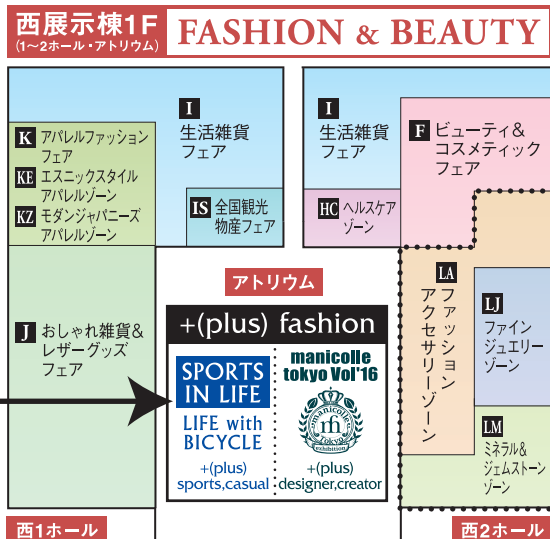 西展示棟1F
(1～2ホール・アトリウム)
FASHION & BEAUTY
I
生活雑貨
フェア
K アパレルファッション
フェア
KE エスニックスタイル
アパレルゾーン
KZ モダンジャパニーズ
アパレルゾーン
IS 全国観光
物産フェア
I
生活雑貨
フェア
HC ヘルスケア
ゾーン
F ビューティ&
コスメティック
フェア
J おしゃれ雑貨&
レザーグッズ
フェア
アトリウム
+(plus) fashion
SPORTS
IN LIFE
LIFE with
BICYCLE
+(plus)
sports,casual
manicolle
tokyo Vol'16
manicolle
m
Tokyo
exhibition
+(plus)
designer,creator
LA
ファッション
アクセサリーゾーン
LJ
ファイン
ジュエリー
ゾーン
LM
ミネラル&
ジェムストーン
ゾーン
西1ホール
西2ホール